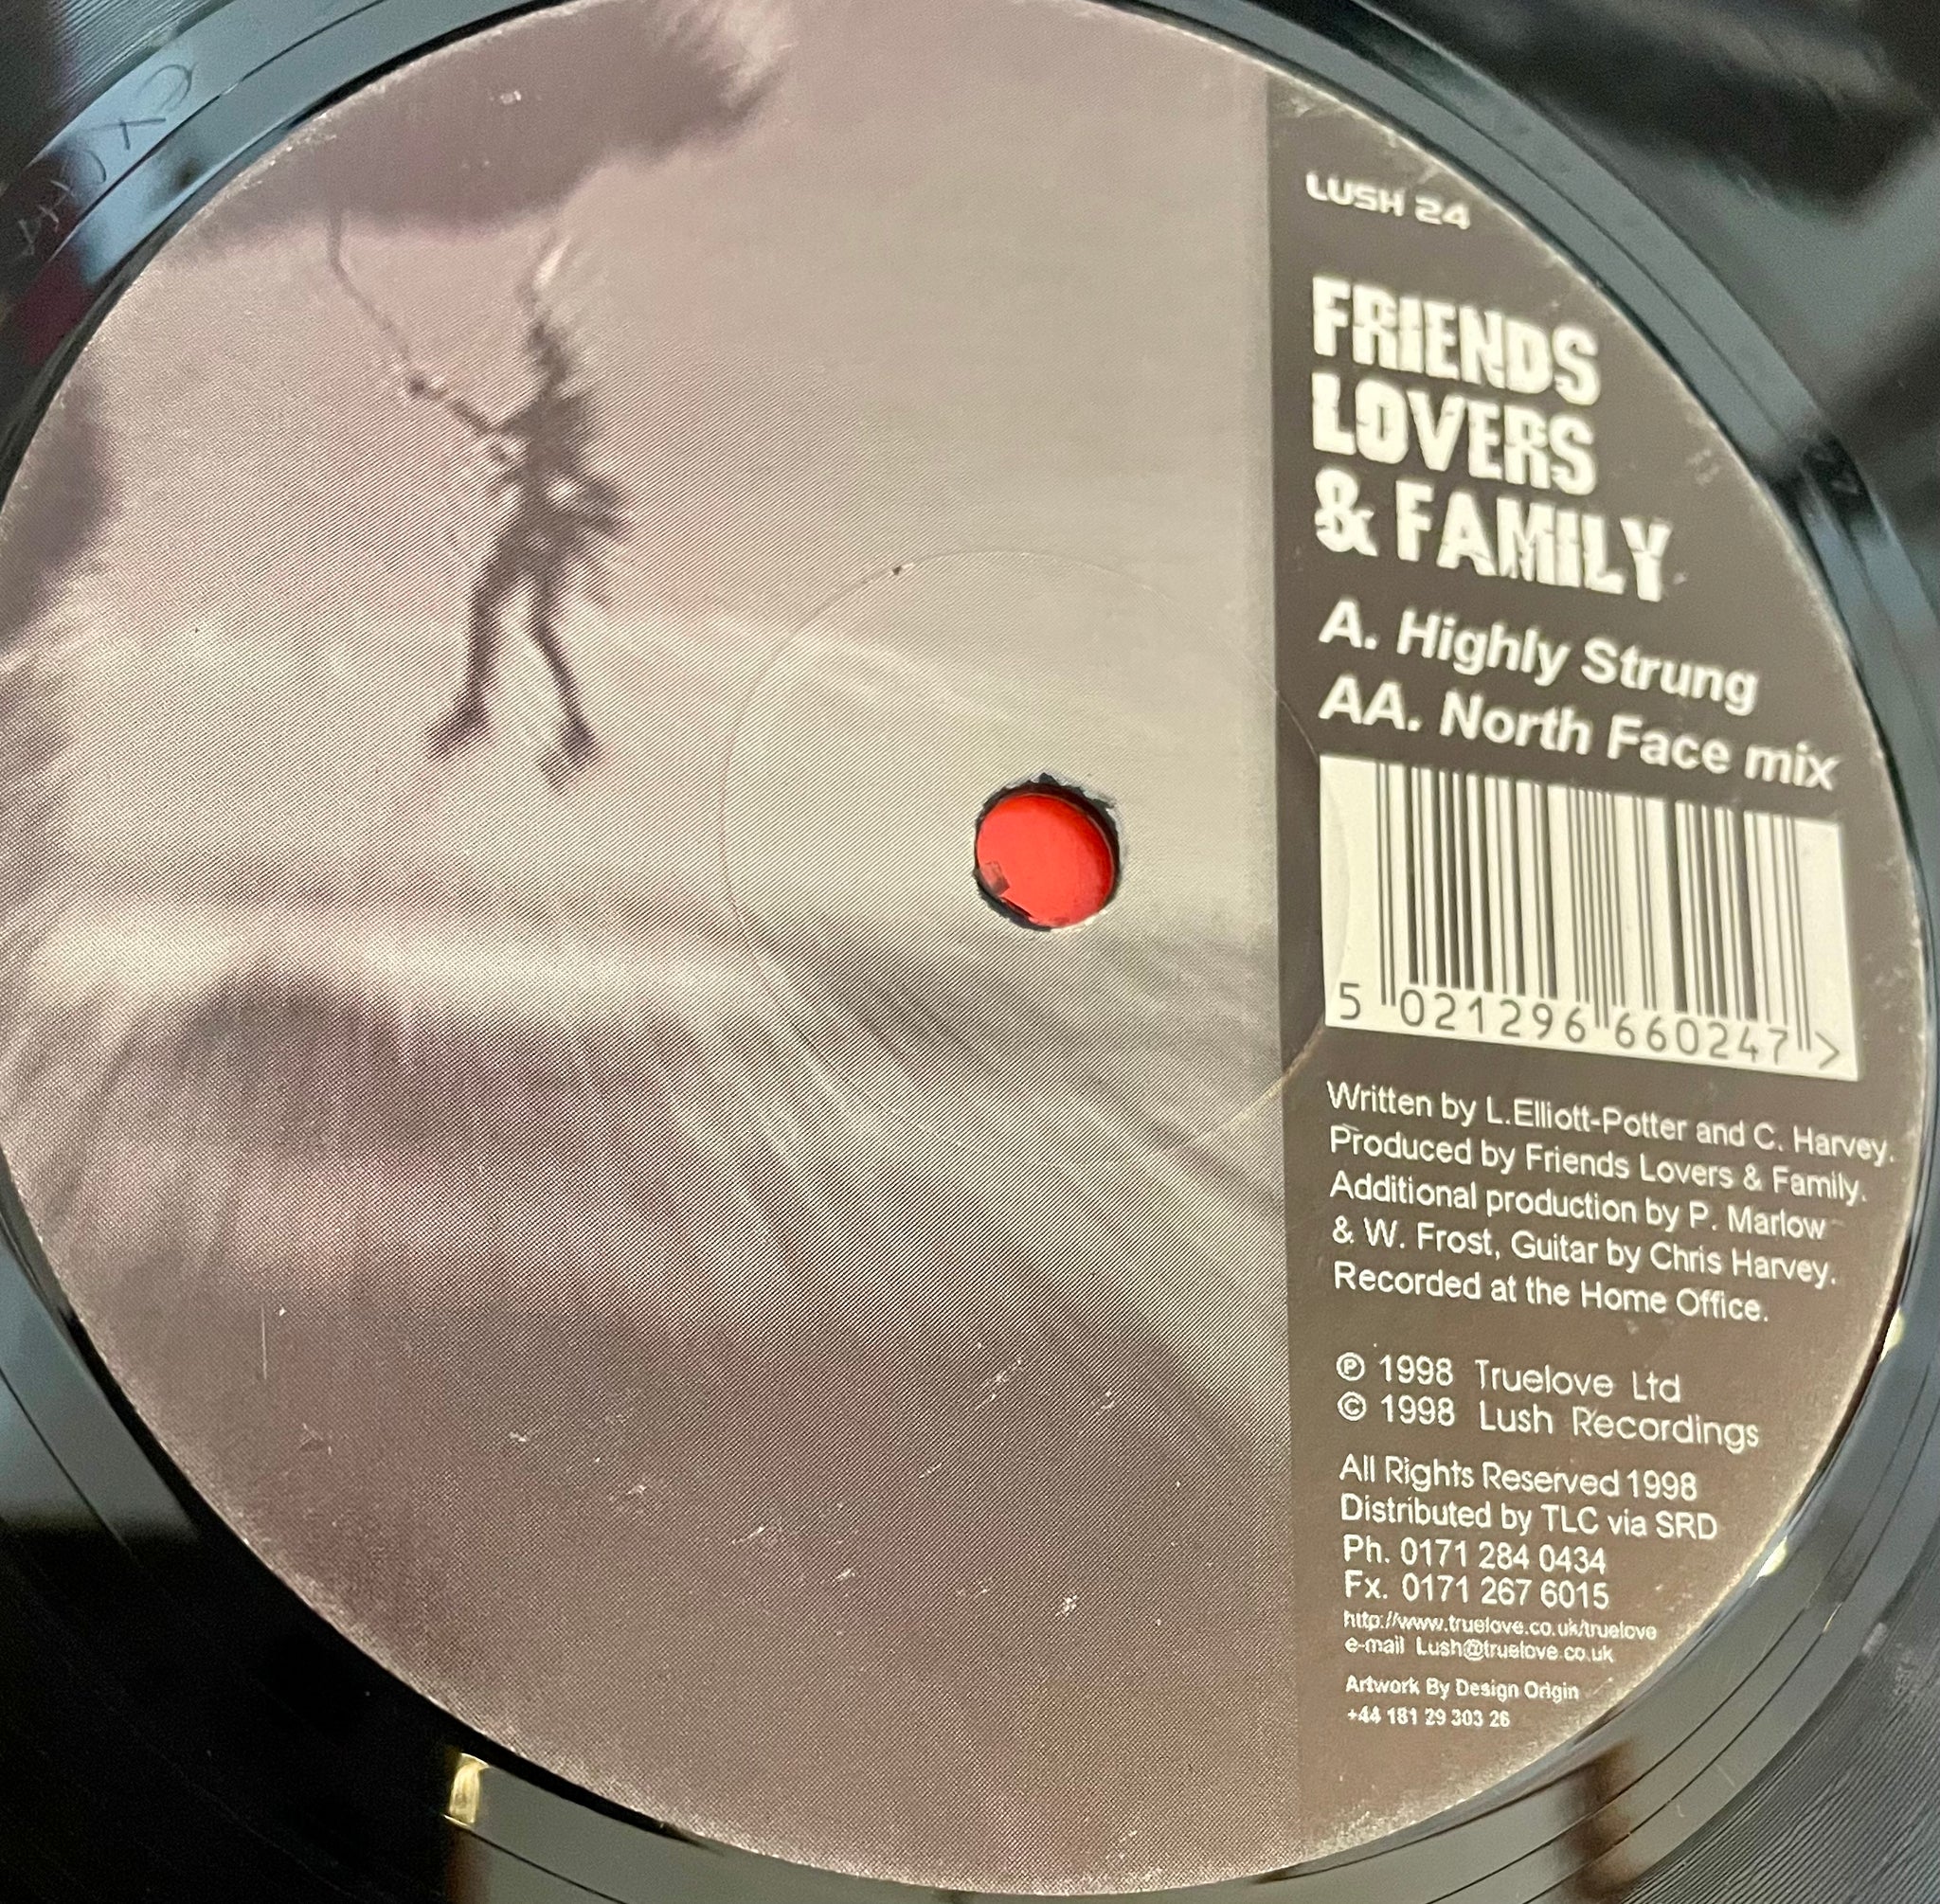 LUSH 24
FRIENDS
LOVERS
& FAMILY
A. Highly Strung
AA. North Face mix
5 021296 660247 >
Written by L.Elliott-Potter and C. Harvey.
Produced by Friends Lovers & Family.
Additional production by P. Marlow
& W. Frost, Guitar by Chris Harvey.
Recorded at the Home Office.
℗ 1998 Truelove Ltd
© 1998 Lush Recordings
All Rights Reserved 1998
Distributed by TLC via SRD
Ph. 0171 284 0434
Fx. 0171 267 6015
http://www.truelove.co.uk/truelove
e-mail Lush@truelove.co.uk
Artwork By Design Origin
+44 181 29 303 26